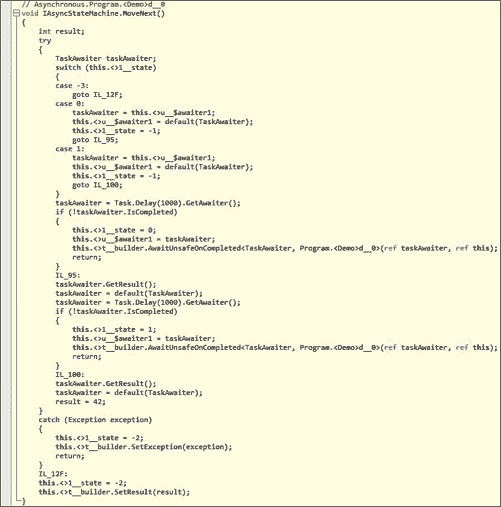 // Asynchronous.Program.<Demo>d__0
void IAsyncStateMachine.MoveNext()
{
int result;
try
{
TaskAwaiter taskAwaiter;
switch (this.<>1__state)
{
case -3:
goto IL_12F;
case 0:
taskAwaiter = this.<>u__$awaiter1;
this.<>u__$awaiter1 = default(TaskAwaiter);
this.<>1__state = -1;
goto IL_95;
case 1:
taskAwaiter = this.<>u__$awaiter1;
this.<>u__$awaiter1 = default(TaskAwaiter);
this.<>1__state = -1;
goto IL_100;
}
taskAwaiter = Task.Delay(1000).GetAwaiter();
if (!taskAwaiter.IsCompleted)
{
this.<>1__state = 0;
this.<>u__$awaiter1 = taskAwaiter;
this.<>t__builder.AwaitUnsafeOnCompleted<TaskAwaiter, Program.<Demo>d__0>(ref taskAwaiter, ref this);
return;
}
IL_95:
taskAwaiter.GetResult();
taskAwaiter = default(TaskAwaiter);
taskAwaiter = Task.Delay(1000).GetAwaiter();
if (!taskAwaiter.IsCompleted)
{
this.<>1__state = 1;
this.<>u__$awaiter1 = taskAwaiter;
this.<>t__builder.AwaitUnsafeOnCompleted<TaskAwaiter, Program.<Demo>d__0>(ref taskAwaiter, ref this);
return;
}
IL_100:
taskAwaiter.GetResult();
taskAwaiter = default(TaskAwaiter);
result = 42;
}
catch (Exception exception)
{
this.<>1__state = -2;
this.<>t__builder.SetException(exception);
return;
}
IL_12F:
this.<>1__state = -2;
this.<>t__builder.SetResult(result);
}